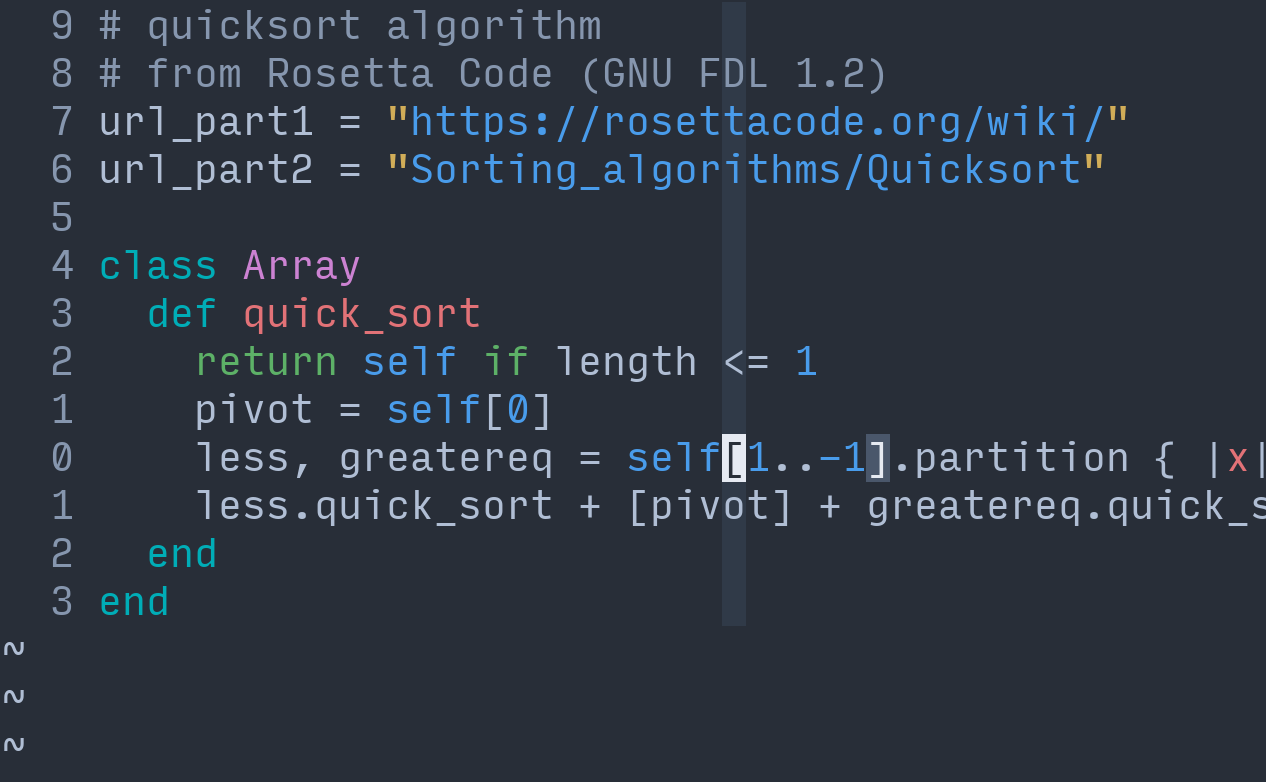 9 # quicksort algorithm
8 # from Rosetta Code (GNU FDL 1.2)
7 url_part1 = "https://rosettacode.org/wiki/"
6 url_part2 = "Sorting_algorithms/Quicksort"
5
4 class Array
3   def quick_sort
2     return self if length <= 1
1     pivot = self[0]
0     less, greatereq = self[1..-1].partition { |x|
1     less.quick_sort + [pivot] + greatereq.quick_s
2   end
3 end
~
~
~